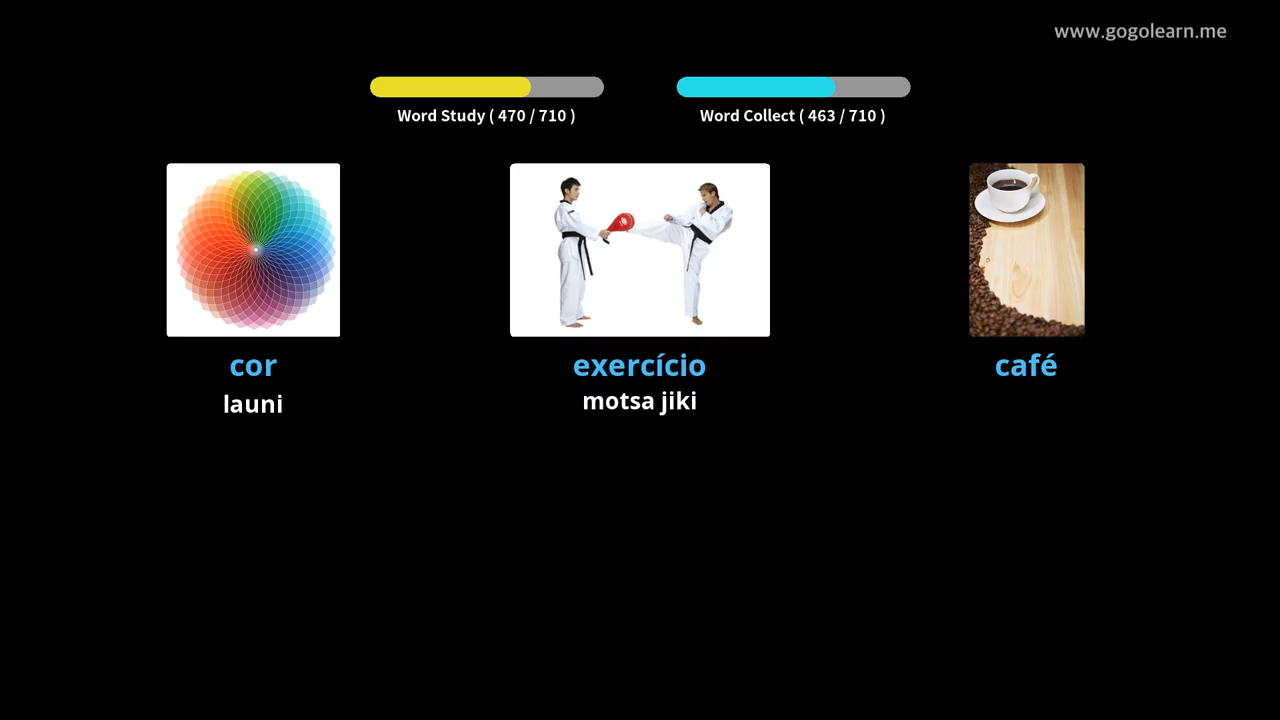 www.gogolearn.me
Word Study ( 470 / 710 )
Word Collect ( 463 / 710 )
cor
launi
exercício
motsa jiki
café